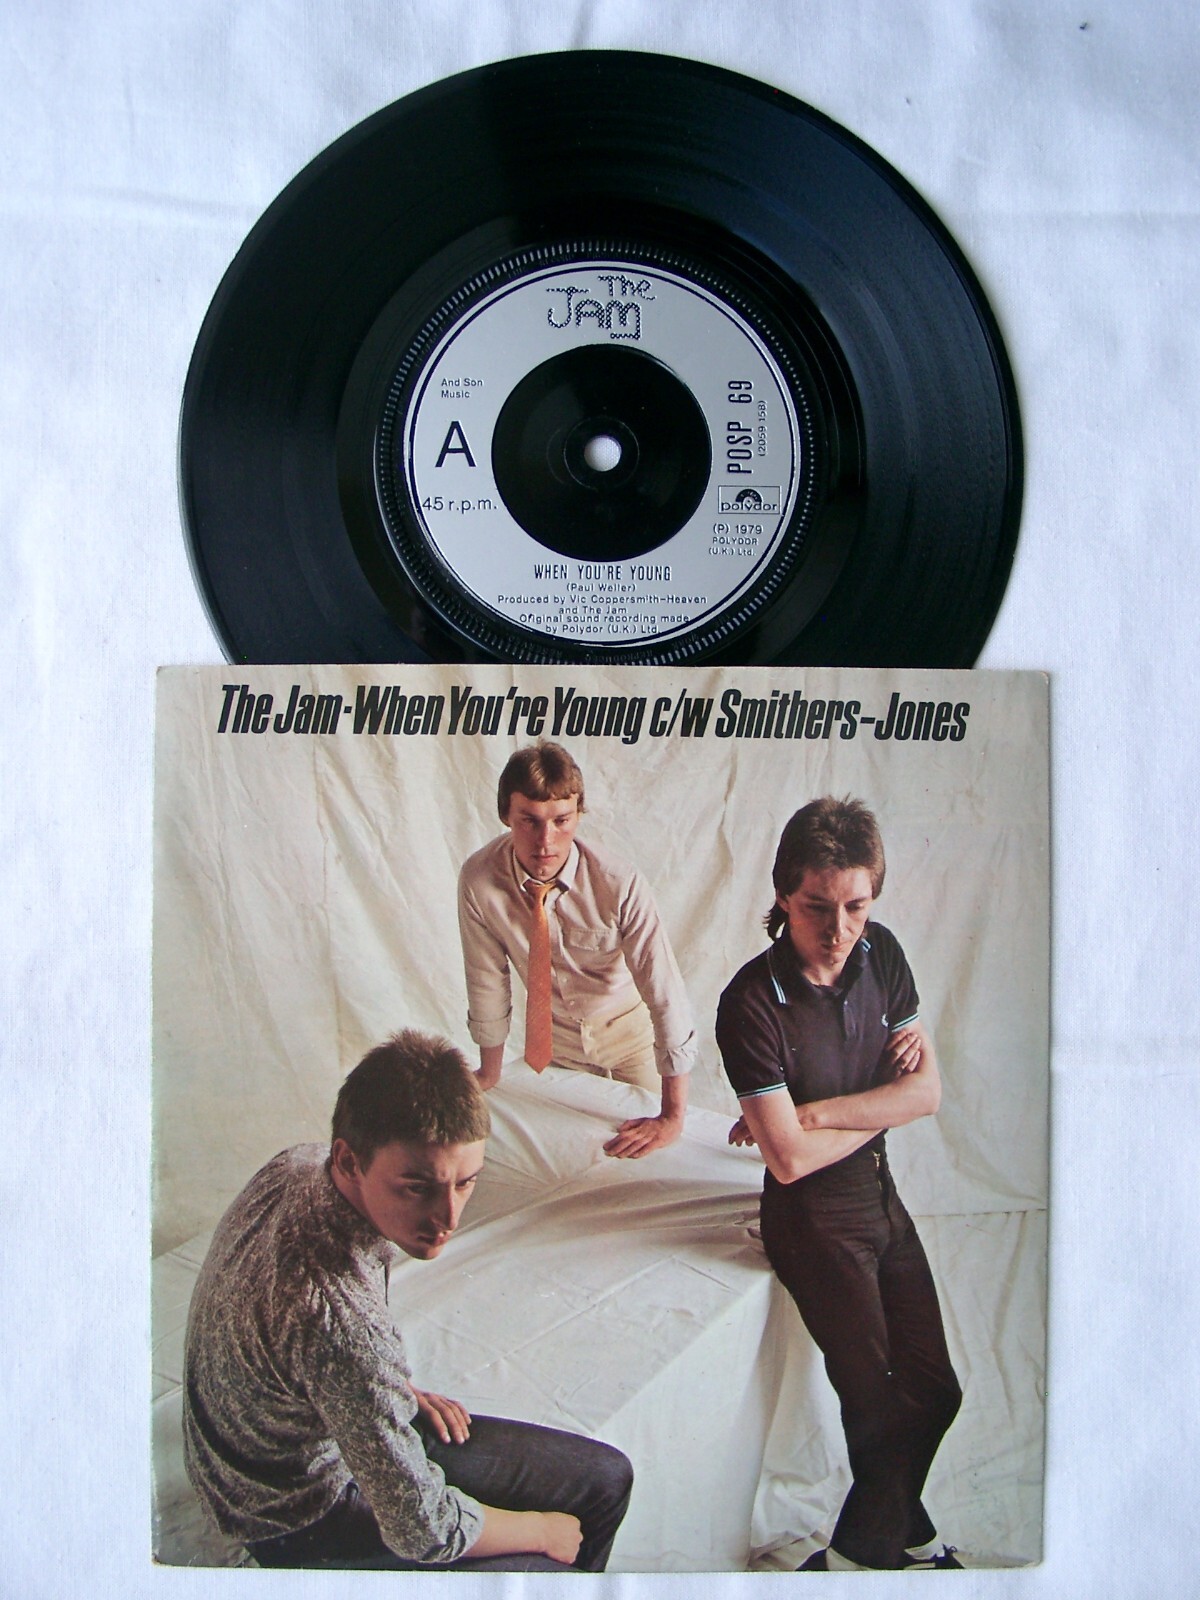 The
JAM
And Son
Music
A
45 r.p.m.
POSP 69
(2059 158)
polydor
(P) 1979
POLYDOR
(U.K.) Ltd.
WHEN YOU'RE YOUNG
(Paul Weller)
Produced by Vic Coppersmith-Heaven
and The Jam
Original sound recording made
by Polydor (U.K.) Ltd.
The Jam-When You're Young c/w Smithers-Jones